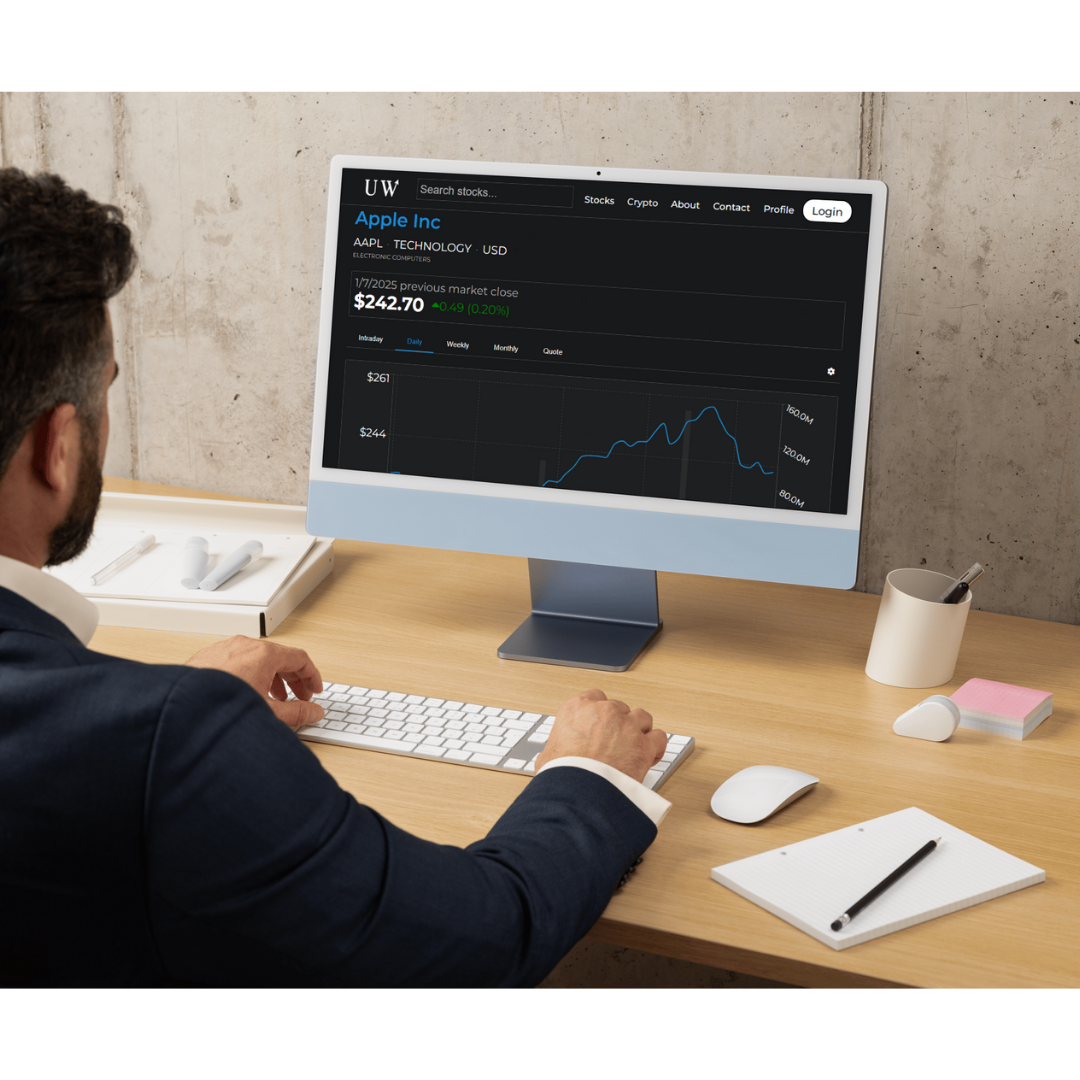 UW Search stocks... Stocks Crypto About Contact Profile Login
Apple Inc
AAPL · TECHNOLOGY · USD
ELECTRONIC COMPUTERS
1/7/2025 previous market close
$242.70 0.49 (0.20%)
Intraday Daily Weekly Monthly Quote
$261
160.0M
$244
120.0M
80.0M